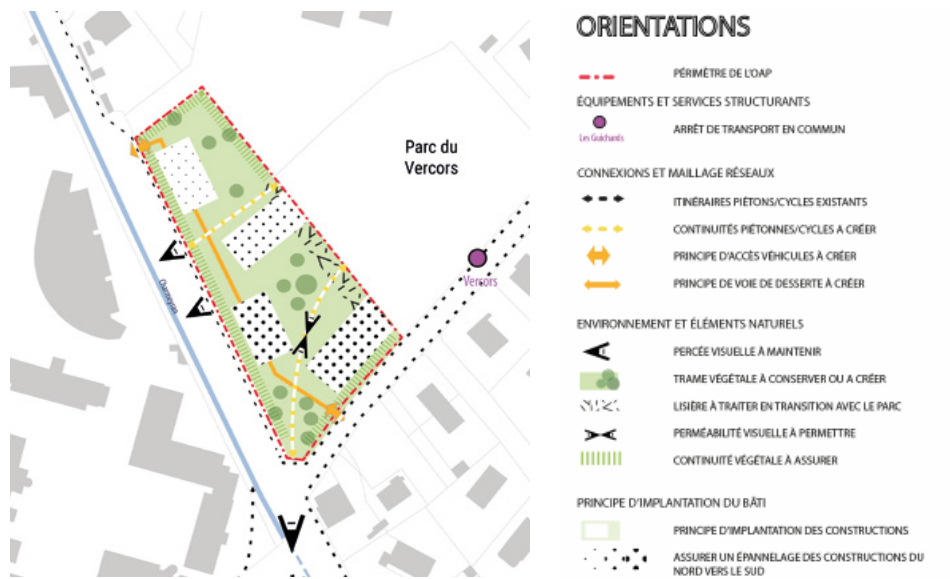 Parc du
Vercors
Vercors
ORIENTATIONS
PÉRIMÈTRE DE L'OAP
ÉQUIPEMENTS ET SERVICES STRUCTURANTS
Les Guichards
ARRÊT DE TRANSPORT EN COMMUN
CONNEXIONS ET MAILLAGE RÉSEAUX
ITINÉRAIRES PIÉTONS/CYCLES EXISTANTS
CONTINUITÉS PIÉTONNES/CYCLES A CRÉER
PRINCIPE D'ACCÈS VÉHICULES À CRÉER
PRINCIPE DE VOIE DE DESSERTE À CRÉER
ENVIRONNEMENT ET ÉLÉMENTS NATURELS
PERCÉE VISUELLE À MAINTENIR
TRAME VÉGÉTALE À CONSERVER OU A CRÉER
LISIÈRE À TRAITER EN TRANSITION AVEC LE PARC
PERMÉABILITÉ VISUELLE À PERMETTRE
CONTINUITÉ VÉGÉTALE À ASSURER
PRINCIPE D'IMPLANTATION DU BÂTI
PRINCIPE D'IMPLANTATION DES CONSTRUCTIONS
ASSURER UN ÉPANNELAGE DES CONSTRUCTIONS DU
NORD VERS LE SUD